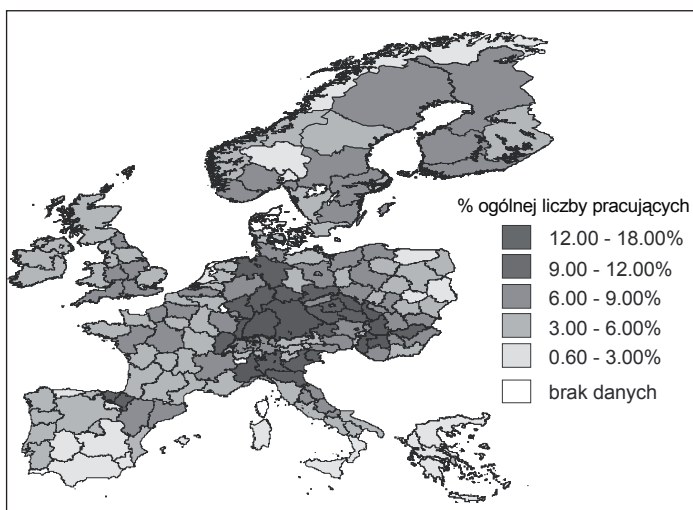 % ogólnej liczby pracujących
12.00 - 18.00%
9.00 - 12.00%
6.00 - 9.00%
3.00 - 6.00%
0.60 - 3.00%
brak danych